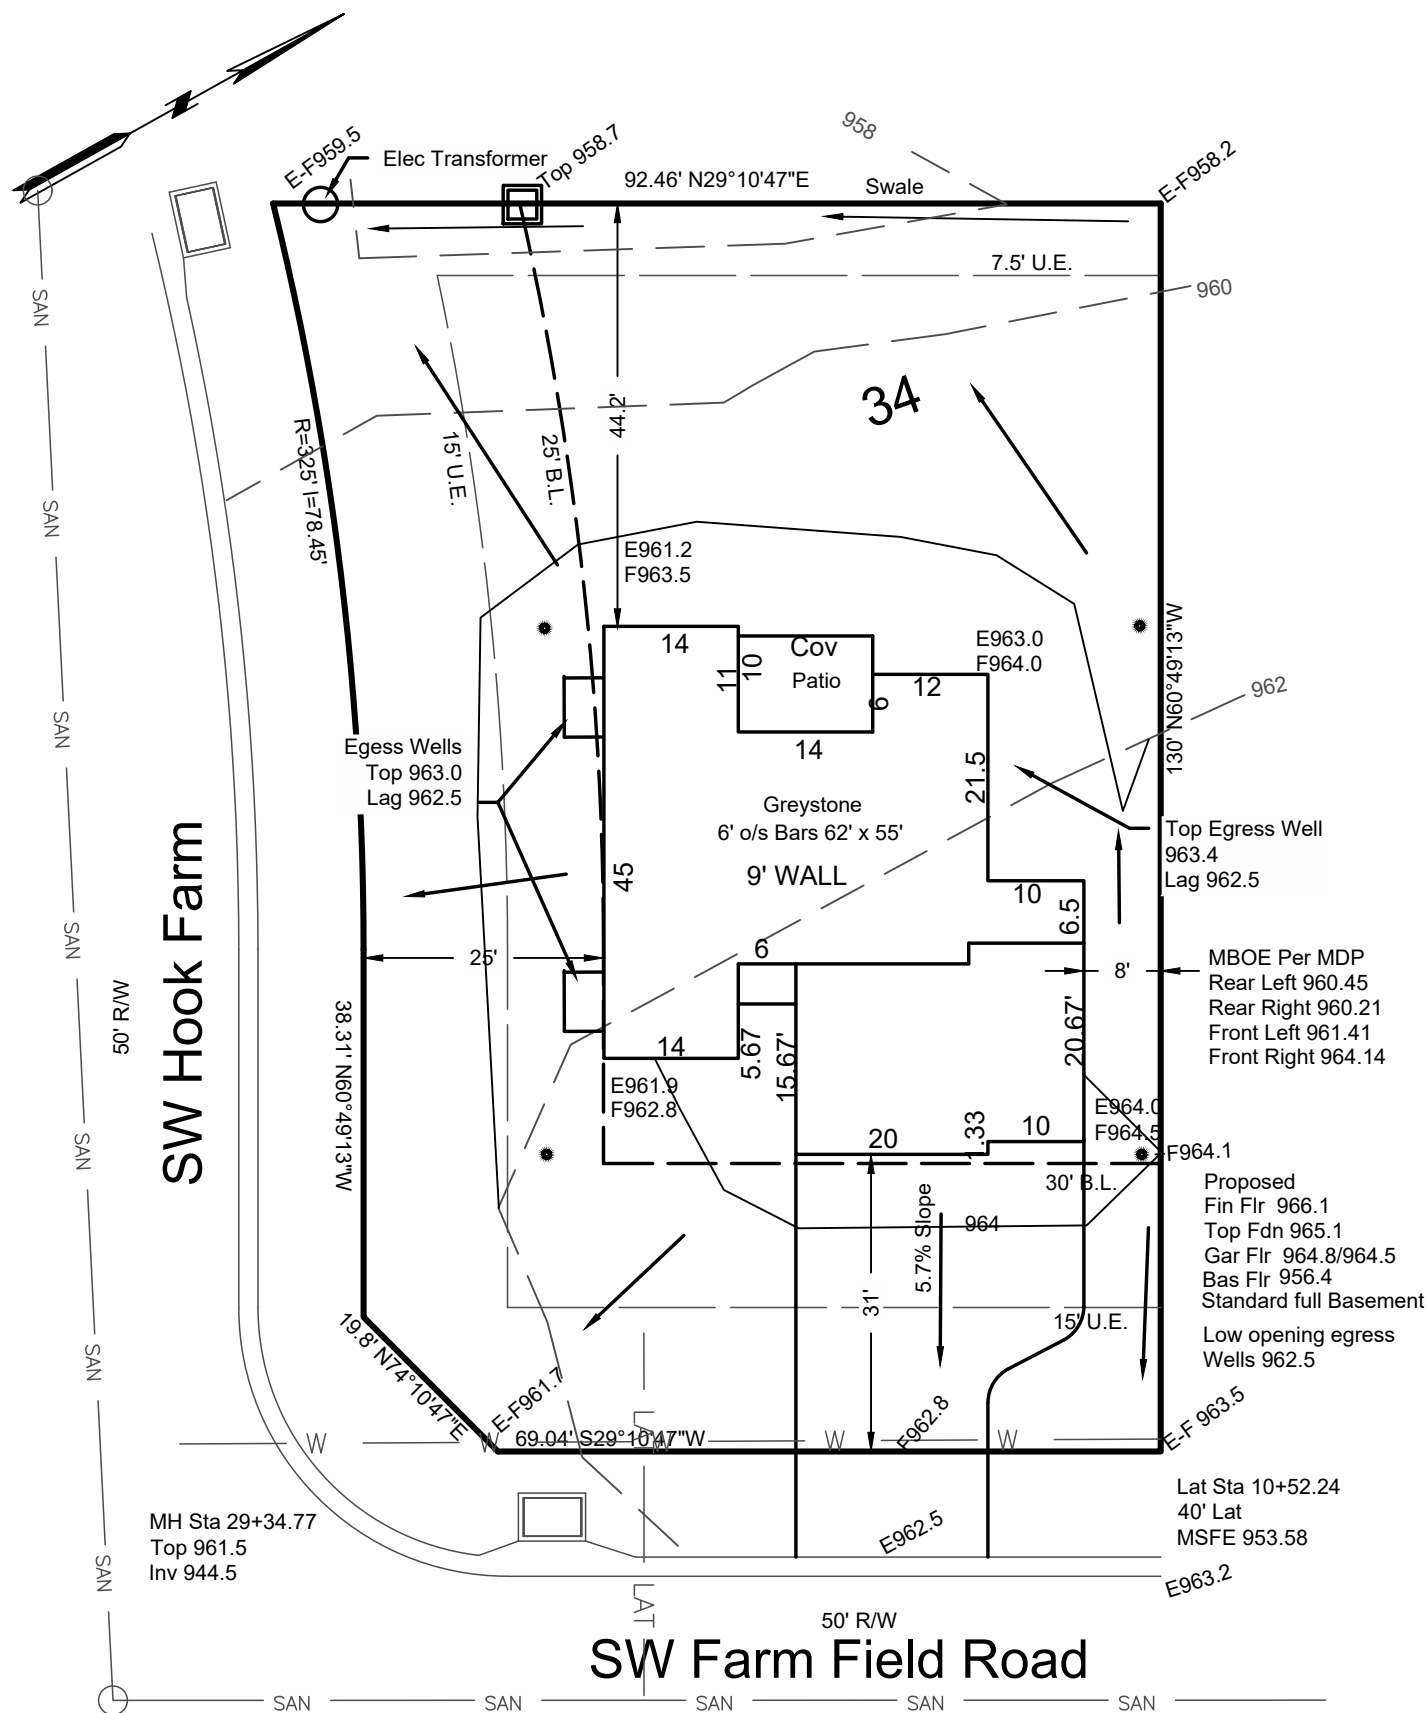 958
E-F959.5
Elec Transformer
Top 958.7
92.46' N29°10'47"E
Swale
E-F958.2
7.5' U.E.
960
SAN
34
44.2'
R=325' I=78.45'
15' U.E.
25' B.L.
SAN
E961.2
F963.5
130' N60°49'13"W
14
11
10
Cov
Patio
E963.0
F964.0
12
6
962
SAN
Egess Wells
Top 963.0
Lag 962.5
14
21.5
Greystone
6' o/s Bars 62' x 55'
9' WALL
45
Top Egress Well
963.4
Lag 962.5
10
6.5
SAN
SW Hook Farm
50' R/W
25'
6
8'
MBOE Per MDP
Rear Left 960.45
Rear Right 960.21
Front Left 961.41
Front Right 964.14
38.31' N60°49'13"W
14
5.67
15.67'
20.67'
E961.9
F962.8
E964.0
F964.5
SAN
20
1.33
10
F964.1
30' B.L.
Proposed
Fin Flr 966.1
Top Fdn 965.1
Gar Flr 964.8/964.5
Bas Flr 956.4
Standard full Basement
Low opening egress
Wells 962.5
5.7% Slope
964
31'
15' U.E.
SAN
19.8' N74°10'47"E
E-F961.7
LAT
F962.8
E-F 963.5
W
W
69.04' S29°10'47"W
W
W
W
Lat Sta 10+52.24
40' Lat
MSFE 953.58
MH Sta 29+34.77
Top 961.5
Inv 944.5
SAN
E962.5
E963.2
LAT
50' R/W
SW Farm Field Road
SAN
SAN
SAN
SAN
SAN